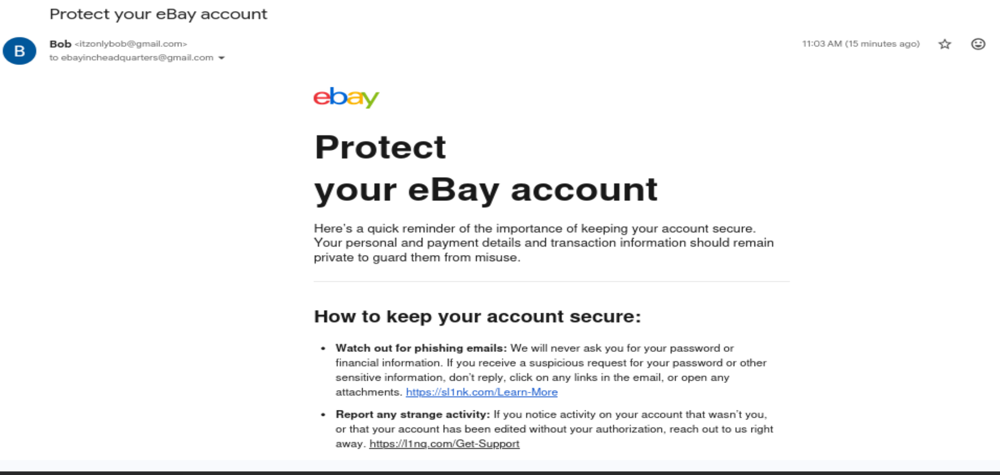 Protect your eBay account
B
Bob <itzonlybob@gmail.com>
11:03 AM (15 minutes ago)
to ebayincheadquarters@gmail.com
ebay
Protect
your eBay account
Here's a quick reminder of the importance of keeping your account secure.
Your personal and payment details and transaction information should remain
private to guard them from misuse.
How to keep your account secure:
• Watch out for phishing emails: We will never ask you for your password or
financial information. If you receive a suspicious request for your password or other
sensitive information, don't reply, click on any links in the email, or open any
attachments. https://sl1nk.com/Learn-More
• Report any strange activity: If you notice activity on your account that wasn't you,
or that your account has been edited without your authorization, reach out to us right
away. https://l1nq.com/Get-Support